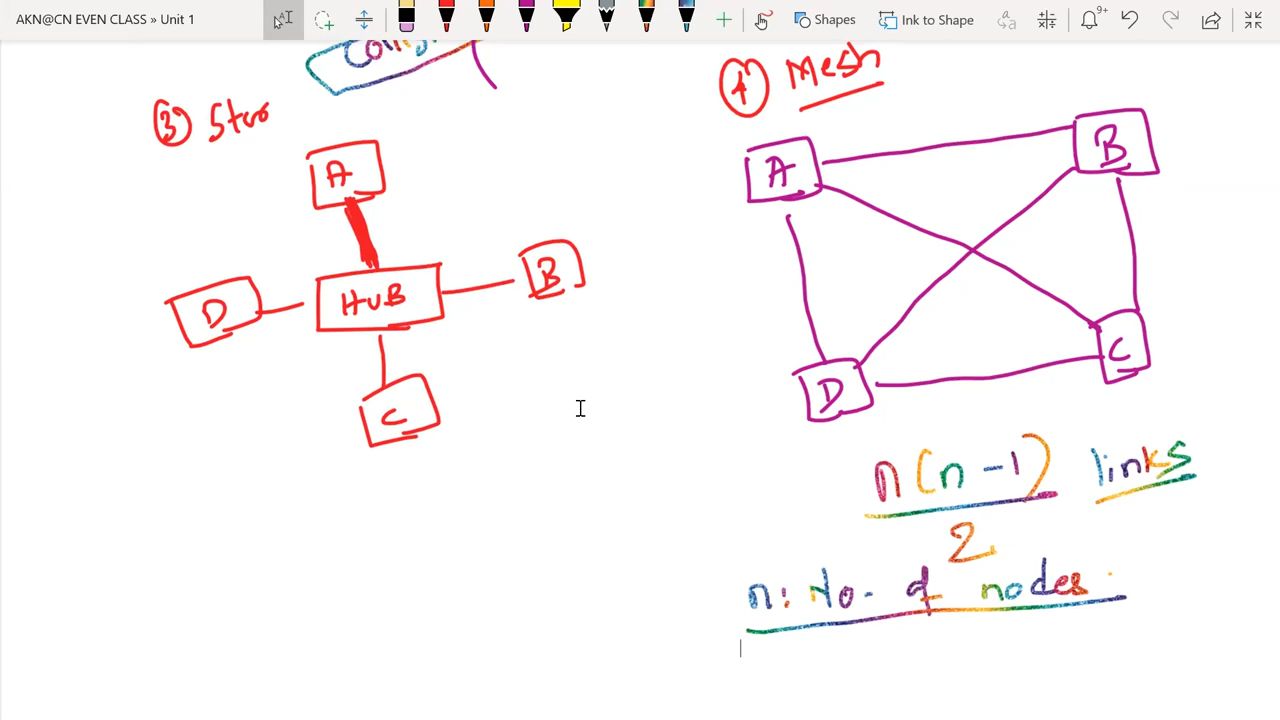 AKN@CN EVEN CLASS » Unit 1
Shapes
Ink to Shape
9+
③ Star
A
HUB
B
D
C
④ Mesh
A
B
C
D
n(n-1)
2
links
n: No. of nodes.